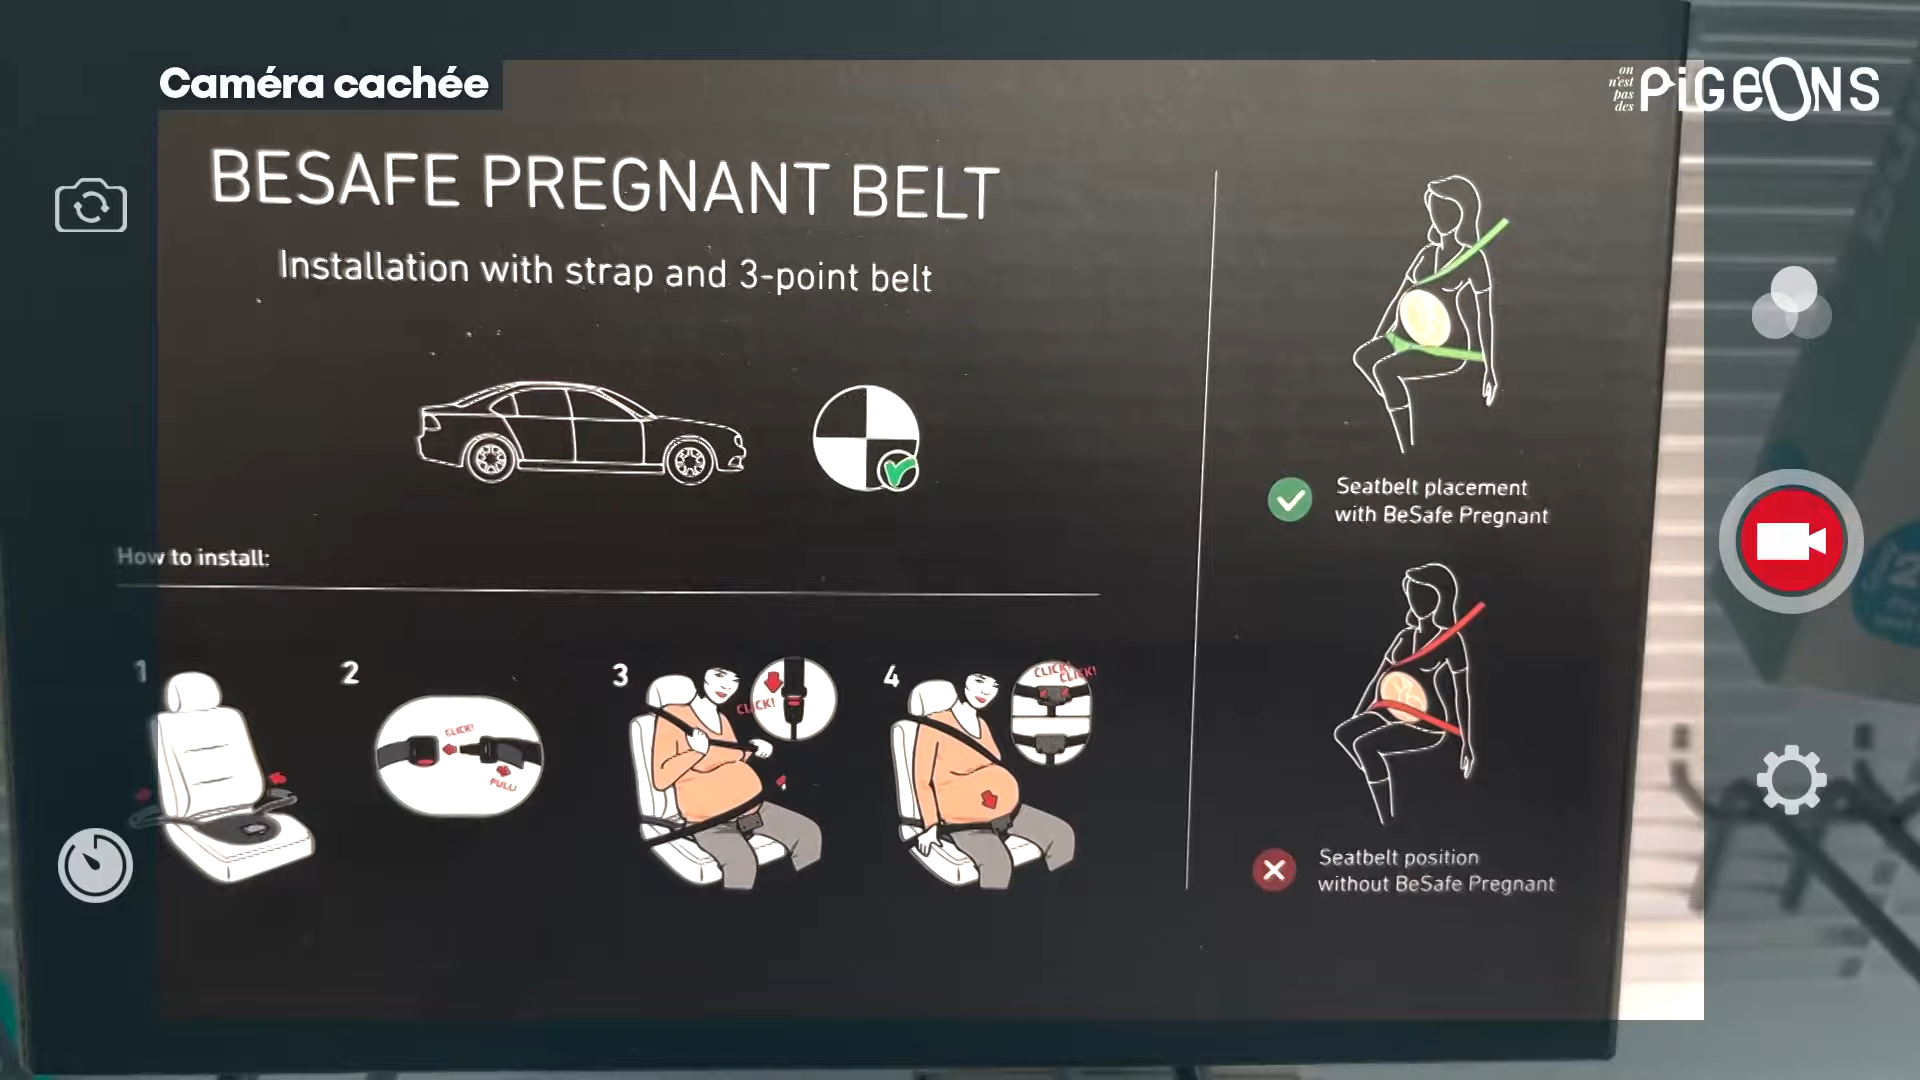 Caméra cachée
on
n'est
pas
des
PiGeONS
BESAFE PREGNANT BELT
Installation with strap and 3-point belt
How to install:
1
2
CLICK!
PULL!
3
CLICK!
4
CLICK!
CLICK!
Seatbelt placement
with BeSafe Pregnant
Seatbelt position
without BeSafe Pregnant